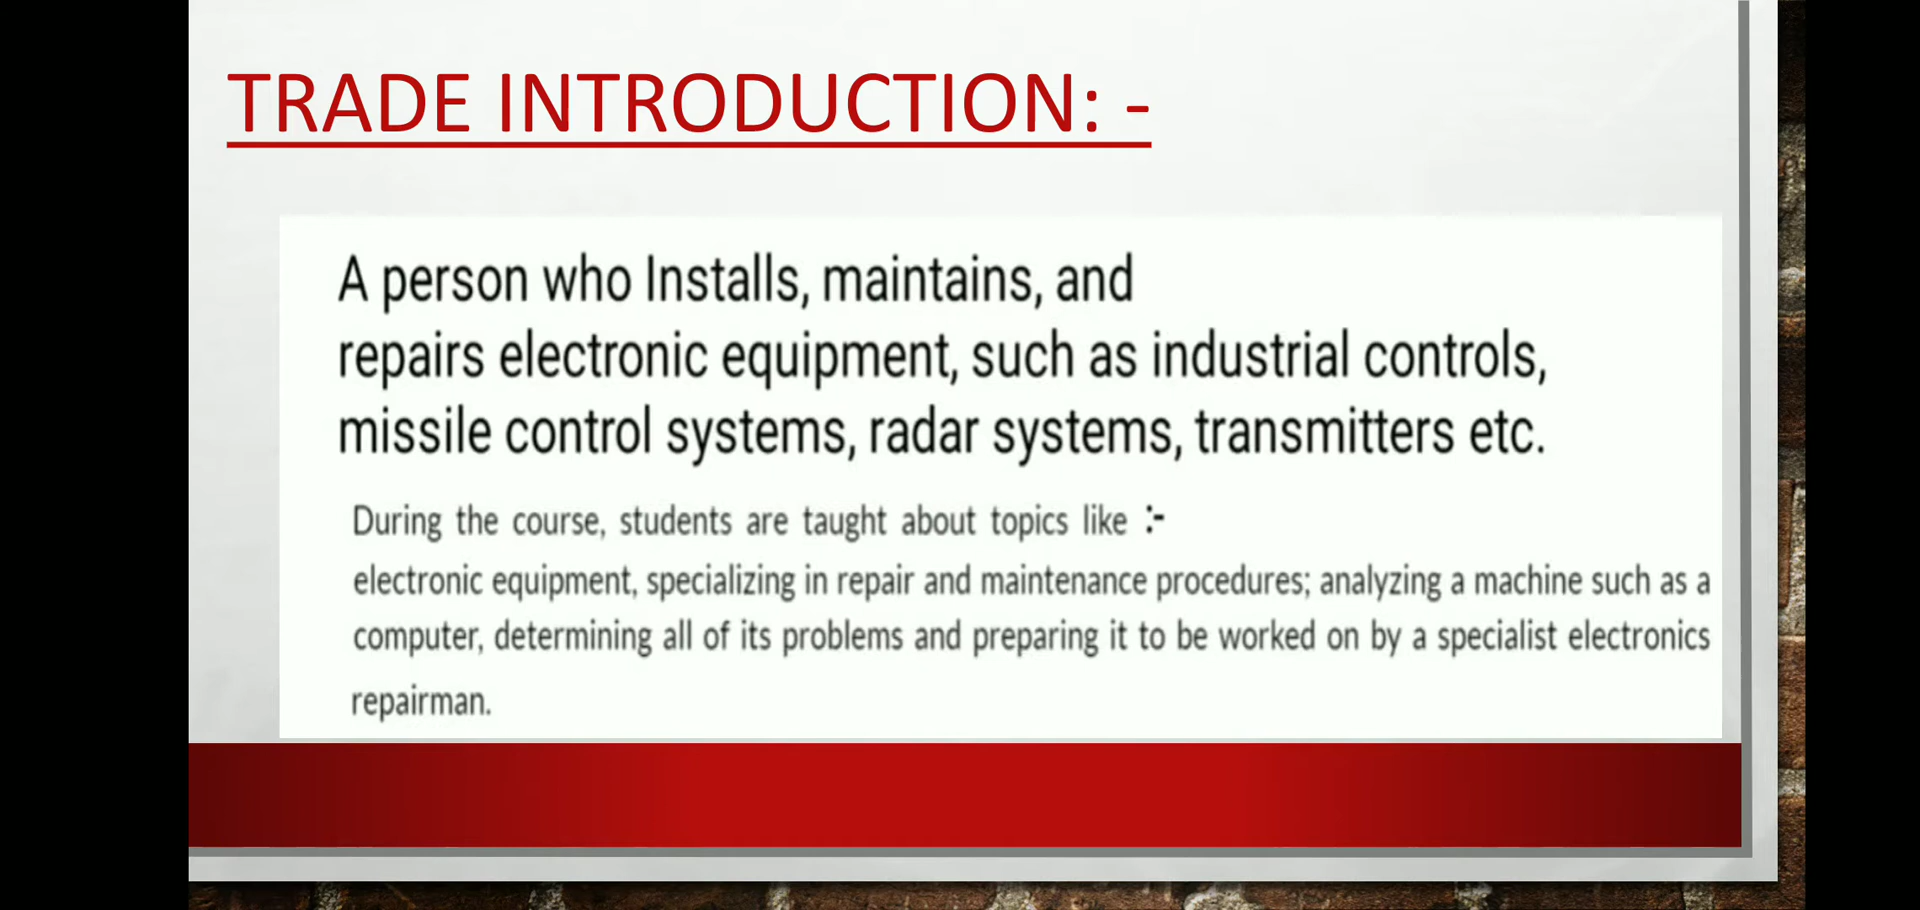 TRADE INTRODUCTION: -
A person who Installs, maintains, and
repairs electronic equipment, such as industrial controls,
missile control systems, radar systems, transmitters etc.
During the course, students are taught about topics like :-
electronic equipment, specializing in repair and maintenance procedures; analyzing a machine such as a
computer, determining all of its problems and preparing it to be worked on by a specialist electronics
repairman.